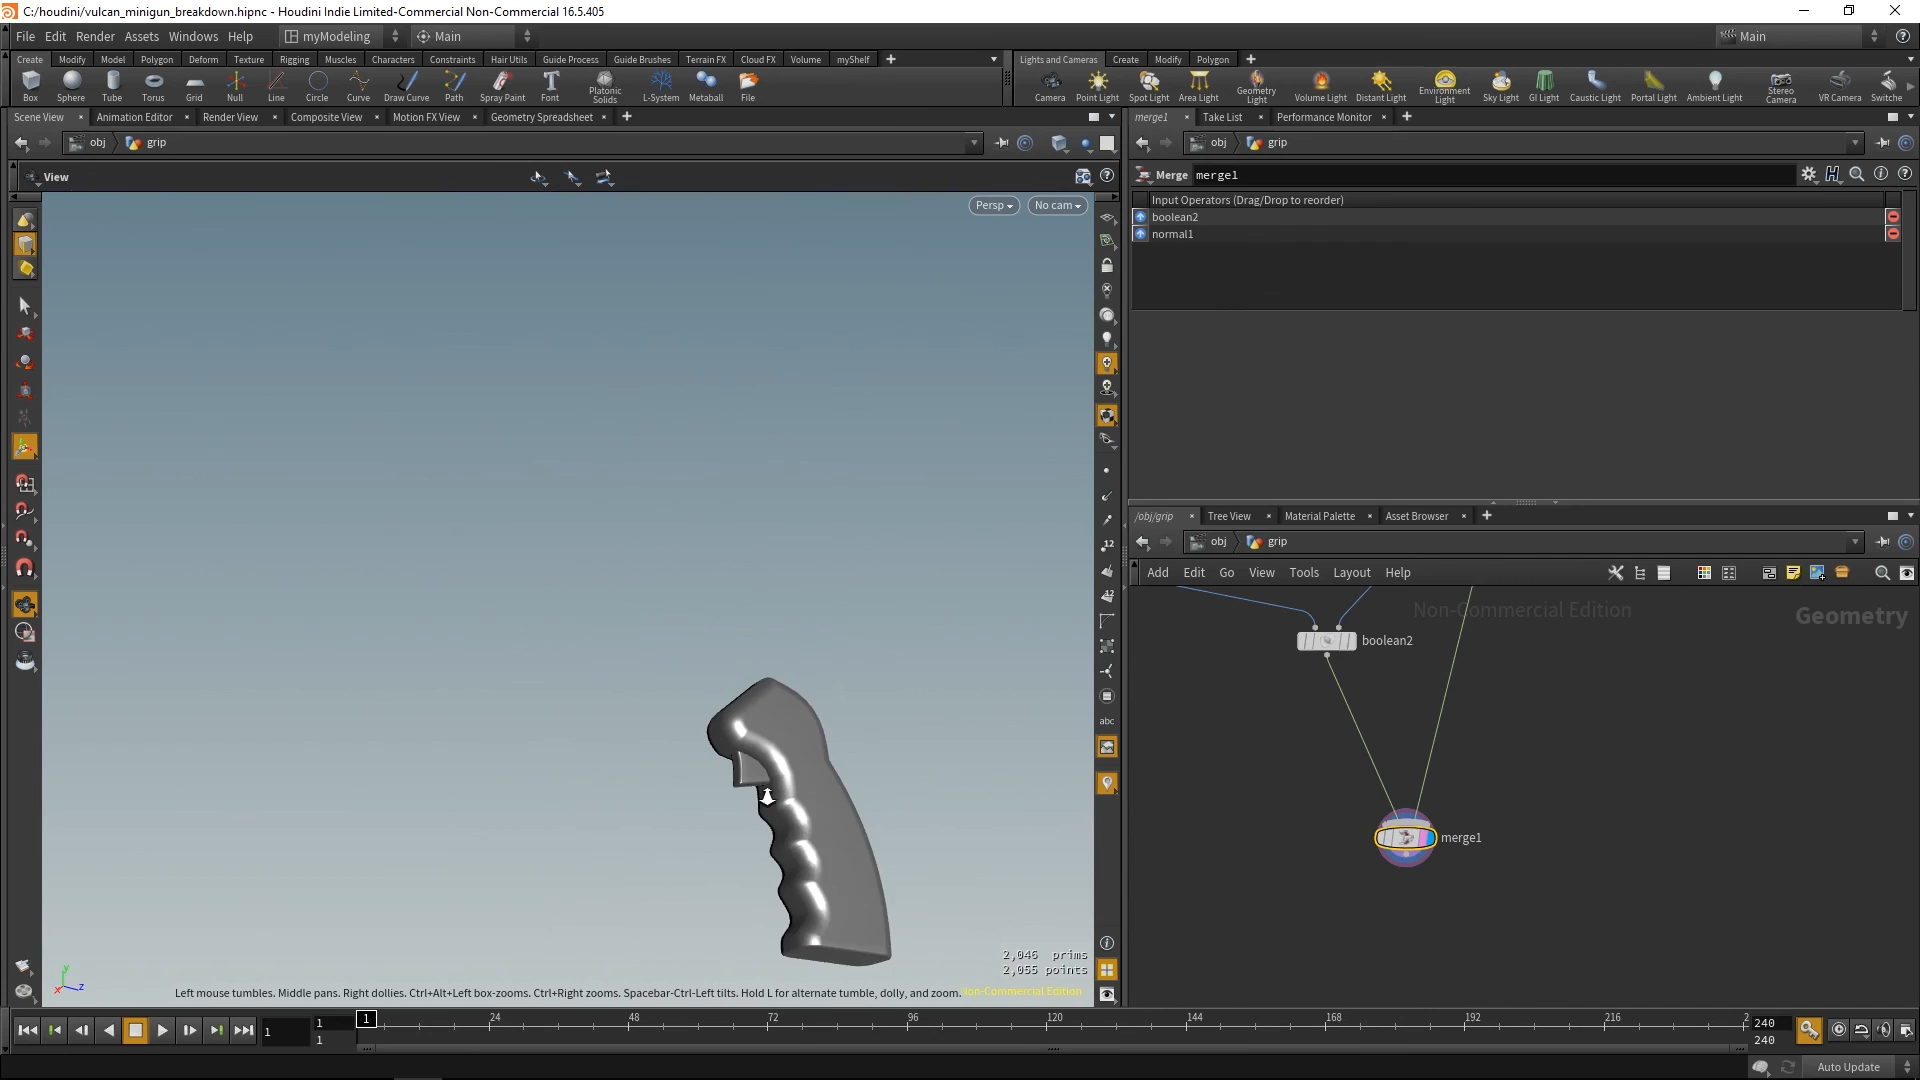 C:/houdini/vulcan_minigun_breakdown.hipnc - Houdini Indie Limited-Commercial Non-Commercial 16.5.405
File Edit Render Assets Windows Help myModeling Main Main
Create Modify Model Polygon Deform Texture Rigging Muscles Characters Constraints Hair Utils Guide Process Guide Brushes Terrain FX Cloud FX Volume myShelf Lights and Cameras Create Modify Polygon
Box Sphere Tube Torus Grid Null Line Circle Curve Draw Curve Path Spray Paint Font Platonic Solids L-System Metaball File Camera Point Light Spot Light Area Light Geometry Light Volume Light Distant Light Environment Light Sky Light GI Light Caustic Light Portal Light Ambient Light Stereo Camera VR Camera Switche
Scene View Animation Editor Render View Composite View Motion FX View Geometry Spreadsheet merge1 Take List Performance Monitor
obj grip obj grip
View
Persp No cam
Merge merge1
Input Operators (Drag/Drop to reorder)
boolean2
normal1
/obj/grip Tree View Material Palette Asset Browser
obj grip
Add Edit Go View Tools Layout Help
Non-Commercial Edition
Geometry
boolean2
merge1
12
12
abc
2,046 prims
2,055 points
y
x z
Left mouse tumbles. Middle pans. Right dollies. Ctrl+Alt+Left box-zooms. Ctrl+Right zooms. Spacebar-Ctrl-Left tilts. Hold L for alternate tumble, dolly, and zoom.
Non-Commercial Edition
1 1 1 1 24 48 72 96 120 144 168 192 216 2 240
240
Auto Update